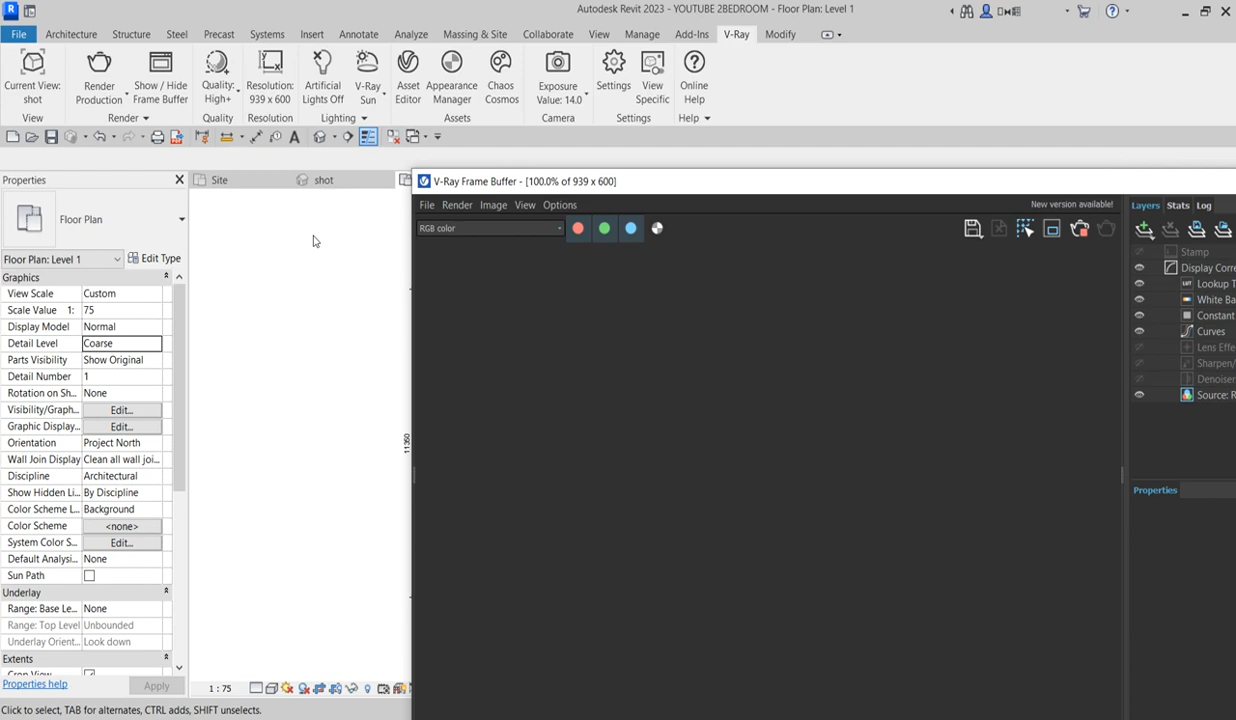 Autodesk Revit 2023 - YOUTUBE 2BEDROOM - Floor Plan: Level 1
File Architecture Structure Steel Precast Systems Insert Annotate Analyze Massing & Site Collaborate View Manage Add-Ins V-Ray Modify
Current View: shot
Render Production
Show / Hide Frame Buffer
Quality: High+
Resolution: 939 x 600
Artificial Lights Off
V-Ray Sun
Asset Editor
Appearance Manager
Chaos Cosmos
Exposure Value: 14.0
Settings
View Specific
Online Help
View Render Quality Resolution Lighting Assets Camera Settings Help
Properties
Site
shot
Floor Plan
Floor Plan: Level 1
Edit Type
Graphics
View Scale Custom
Scale Value 1: 75
Display Model Normal
Detail Level Coarse
Parts Visibility Show Original
Detail Number 1
Rotation on Sh... None
Visibility/Graph... Edit...
Graphic Display... Edit...
Orientation Project North
Wall Join Display Clean all wall joi...
Discipline Architectural
Show Hidden Li... By Discipline
Color Scheme L... Background
Color Scheme <none>
System Color S... Edit...
Default Analysi... None
Sun Path
Underlay
Range: Base Le... None
Range: Top Level Unbounded
Underlay Orient... Look down
Extents
Properties help
Apply
1 : 75
Click to select, TAB for alternates, CTRL adds, SHIFT unselects.
11350
V-Ray Frame Buffer - [100.0% of 939 x 600]
File Render Image View Options
New version available!
RGB color
Layers Stats Log
Stamp
Display Corre
Lookup T
White Ba
Constant
Curves
Lens Effe
Sharpen/
Denoiser
Source: R
Properties